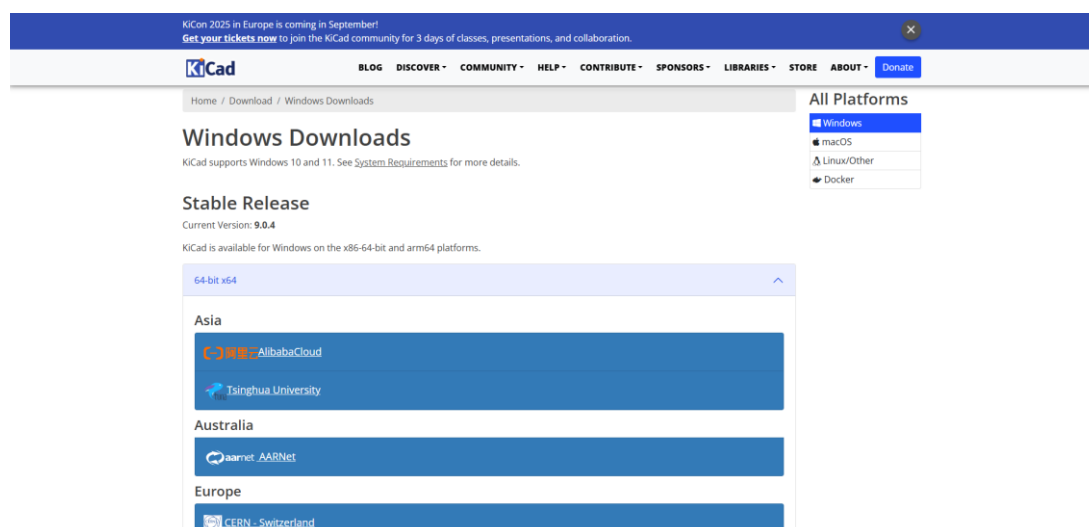 KiCon 2025 in Europe is coming in September!
Get your tickets now to join the KiCad community for 3 days of classes, presentations, and collaboration.
KiCad
BLOG DISCOVER COMMUNITY HELP CONTRIBUTE SPONSORS LIBRARIES STORE ABOUT Donate
Home / Download / Windows Downloads
Windows Downloads
KiCad supports Windows 10 and 11. See System Requirements for more details.
Stable Release
Current Version: 9.0.4
KiCad is available for Windows on the x86-64-bit and arm64 platforms.
64-bit x64
Asia
阿里云 AlibabaCloud
Tsinghua University
Australia
aarnet AARNet
Europe
CERN - Switzerland
All Platforms
Windows
macOS
Linux/Other
Docker